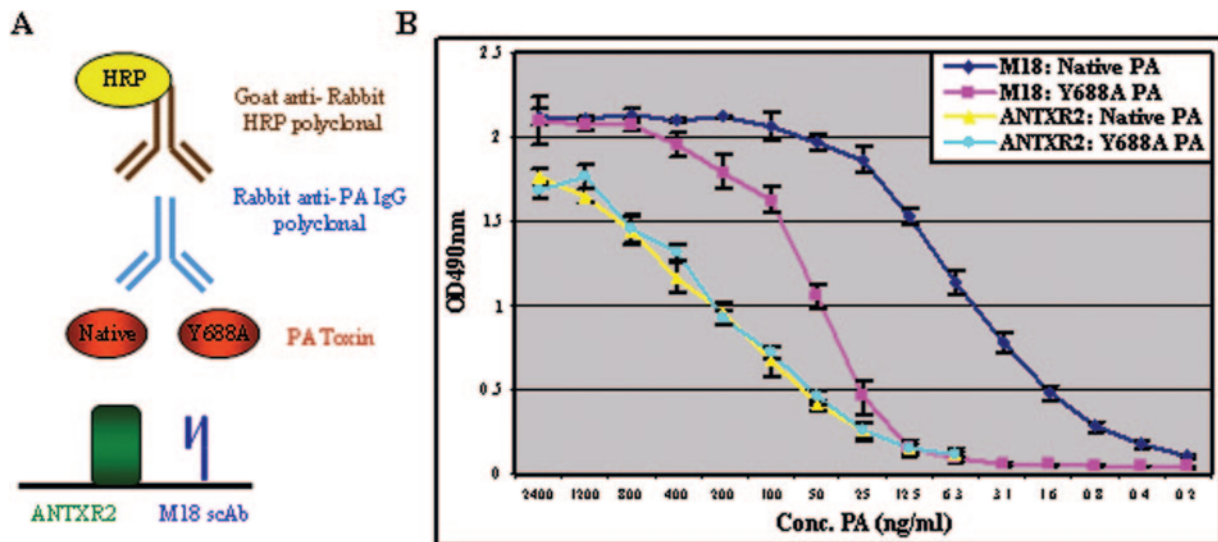 A
HRP
Goat anti-Rabbit
HRP polyclonal
Rabbit anti-PA IgG
polyclonal
Native
Y688A
PA Toxin
ANTXR2
M18 scAb
B
M18: Native PA
M18: Y688A PA
ANTXR2: Native PA
ANTXR2: Y688A PA
OD490nm
2.5
2
1.5
1
0.5
0
2400 1200 800 400 200 100 50 25 12.5 6.3 3.1 1.6 0.8 0.4 0.2
Conc. PA (ng/ml)